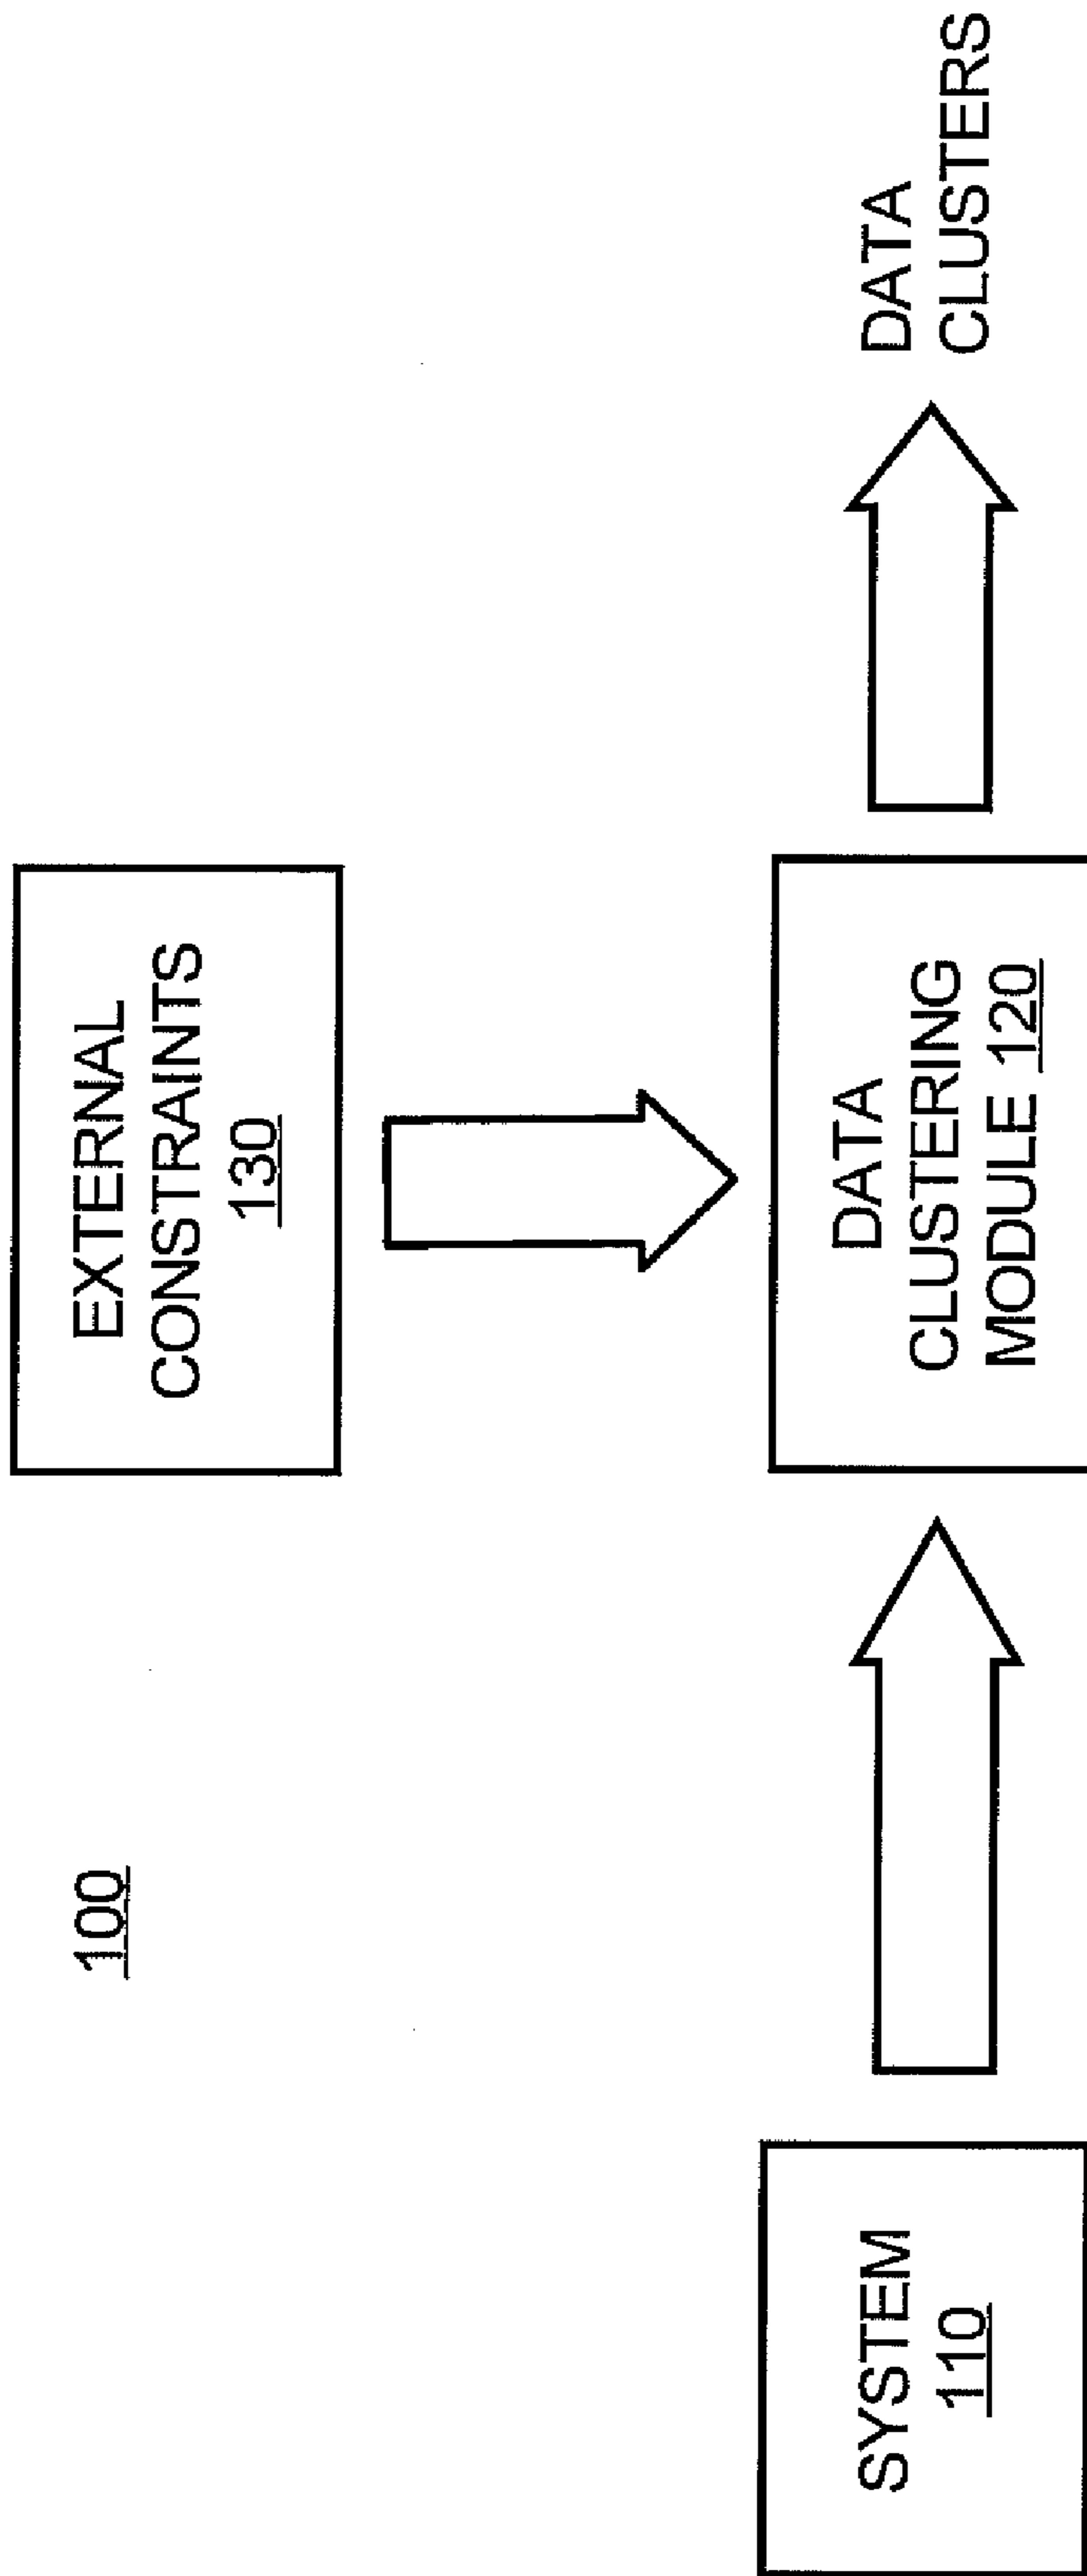 100
EXTERNAL
CONSTRAINTS
130
SYSTEM
110
DATA
CLUSTERING
MODULE 120
DATA
CLUSTERS